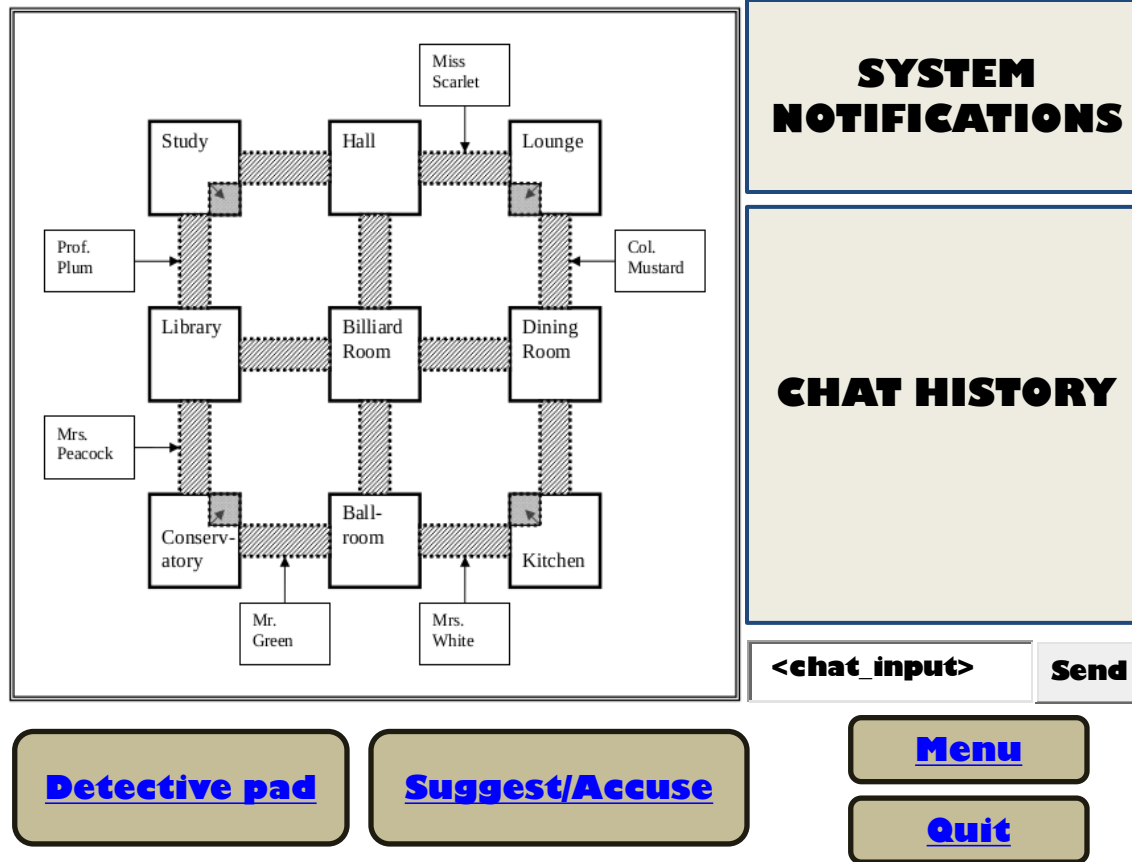 Miss
Scarlet
Study
Hall
Lounge
Prof.
Plum
Col.
Mustard
Library
Billiard
Room
Dining
Room
Mrs.
Peacock
Conserv-
atory
Ball-
room
Kitchen
Mr.
Green
Mrs.
White
SYSTEM
NOTIFICATIONS
CHAT HISTORY
<chat_input>
Send
Detective pad
Suggest/Accuse
Menu
Quit